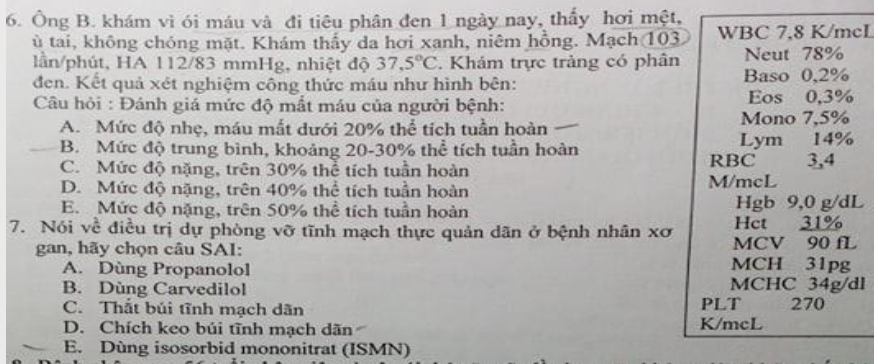 6. Ông B. khám vì ói máu và đi tiêu phân đen 1 ngày nay, thấy hơi mệt,
ù tai, không chóng mặt. Khám thấy da hơi xanh, niêm hồng. Mạch 103
lần/phút, HA 112/83 mmHg, nhiệt độ 37,5°C. Khám trực tràng có phân
đen. Kết quả xét nghiệm công thức máu như hình bên:
Câu hỏi : Đánh giá mức độ mất máu của người bệnh:
A. Mức độ nhẹ, máu mất dưới 20% thể tích tuần hoàn
B. Mức độ trung bình, khoảng 20-30% thể tích tuần hoàn
C. Mức độ nặng, trên 30% thể tích tuần hoàn
D. Mức độ nặng, trên 40% thể tích tuần hoàn
E. Mức độ nặng, trên 50% thể tích tuần hoàn
7. Nói về điều trị dự phòng vỡ tĩnh mạch thực quản dãn ở bệnh nhân xơ
gan, hãy chọn câu SAI:
A. Dùng Propanolol
B. Dùng Carvedilol
C. Thắt búi tĩnh mạch dãn
D. Chích keo búi tĩnh mạch dãn
E. Dùng isosorbid mononitrat (ISMN)
WBC 7,8 K/mcL
Neut 78%
Baso 0,2%
Eos 0,3%
Mono 7,5%
Lym 14%
RBC 3,4
M/mcL
Hgb 9,0 g/dL
Hct 31%
MCV 90 fL
MCH 31pg
MCHC 34g/dl
PLT 270
K/mcL